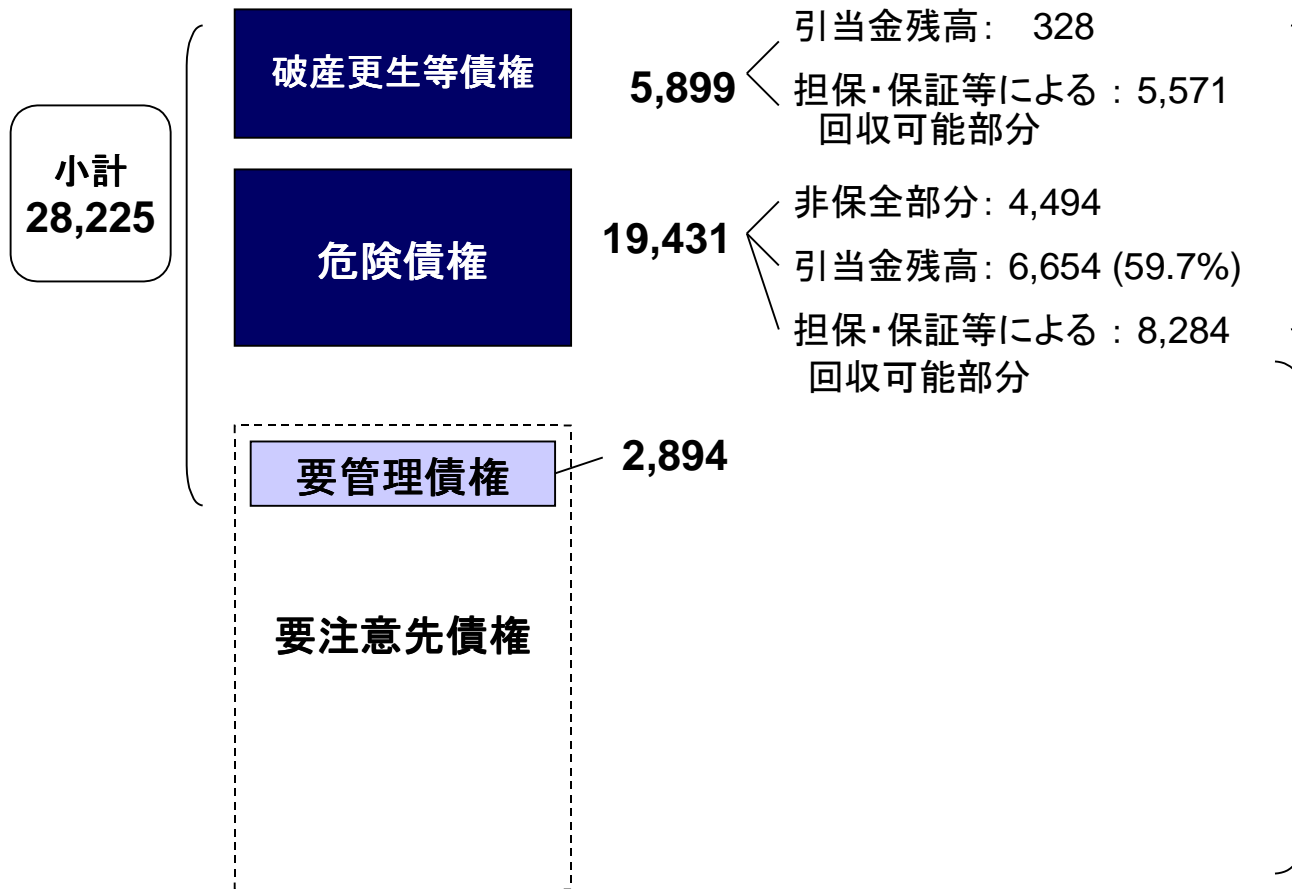 小計
28,225
破産更生等債権
5,899
引当金残高： 328
担保・保証等による ： 5,571
回収可能部分
危険債権
19,431
非保全部分： 4,494
引当金残高： 6,654 (59.7%)
担保・保証等による ： 8,284
回収可能部分
要管理債権
2,894
要注意先債権